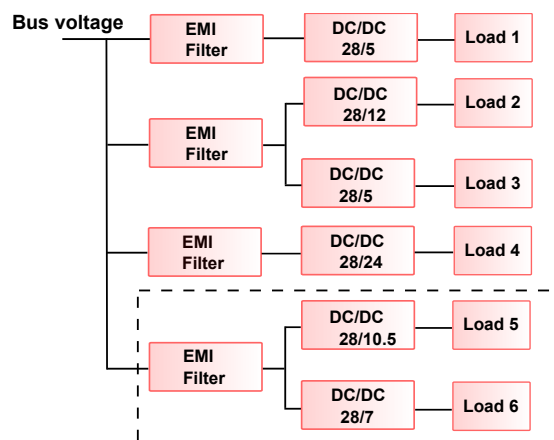 Bus voltage
EMI
Filter
DC/DC
28/5
Load 1
EMI
Filter
DC/DC
28/12
Load 2
DC/DC
28/5
Load 3
EMI
Filter
DC/DC
28/24
Load 4
EMI
Filter
DC/DC
28/10.5
Load 5
DC/DC
28/7
Load 6